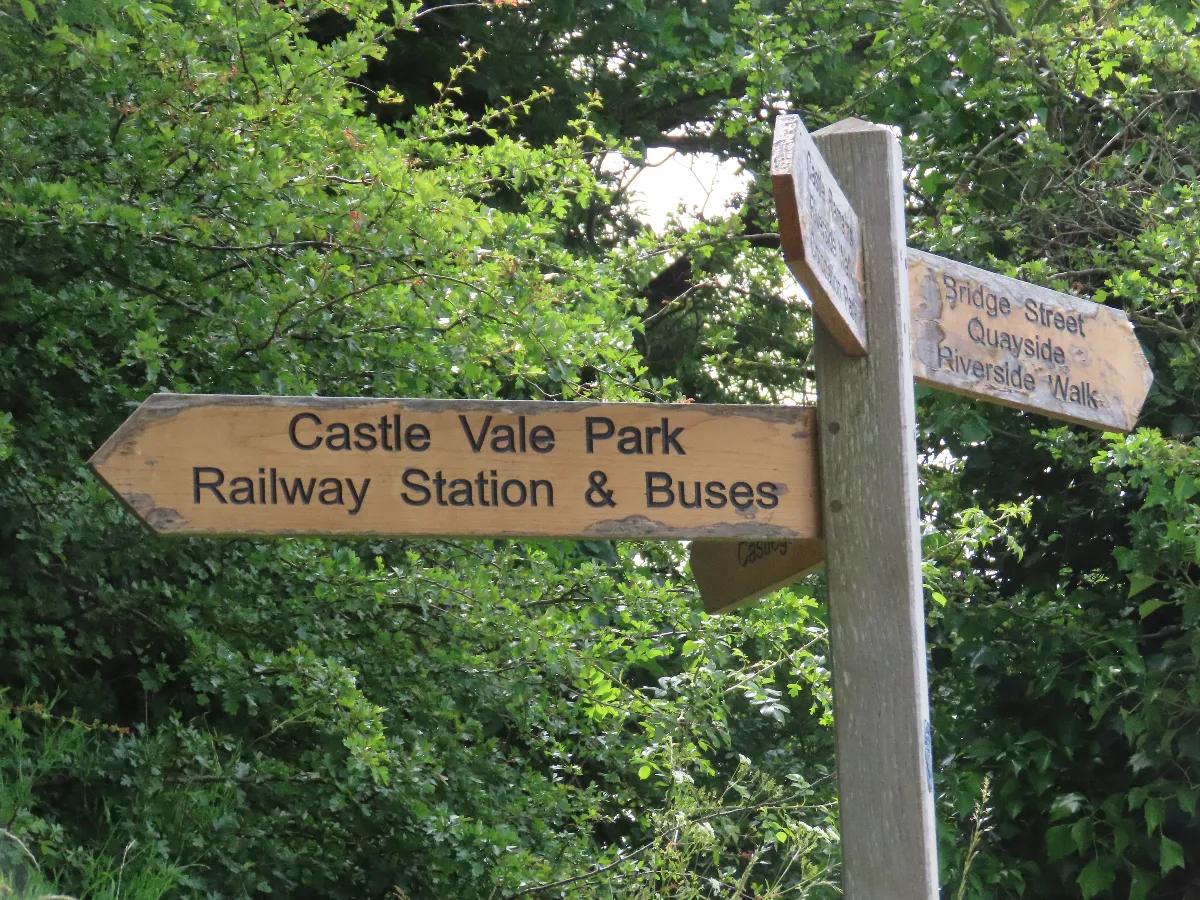 Castle Vale Park
Railway Station & Buses
Bridge Street
Quayside
Riverside Walk